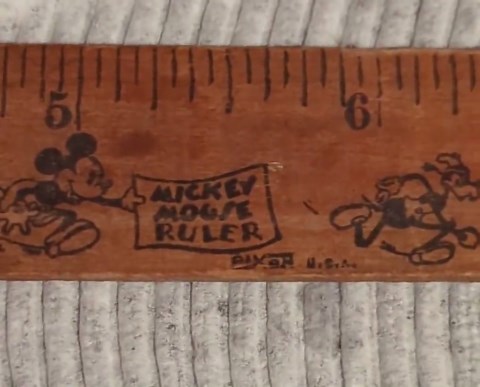 5 6
MICKEY
MOUSE
RULER
DIXON U.S.A.